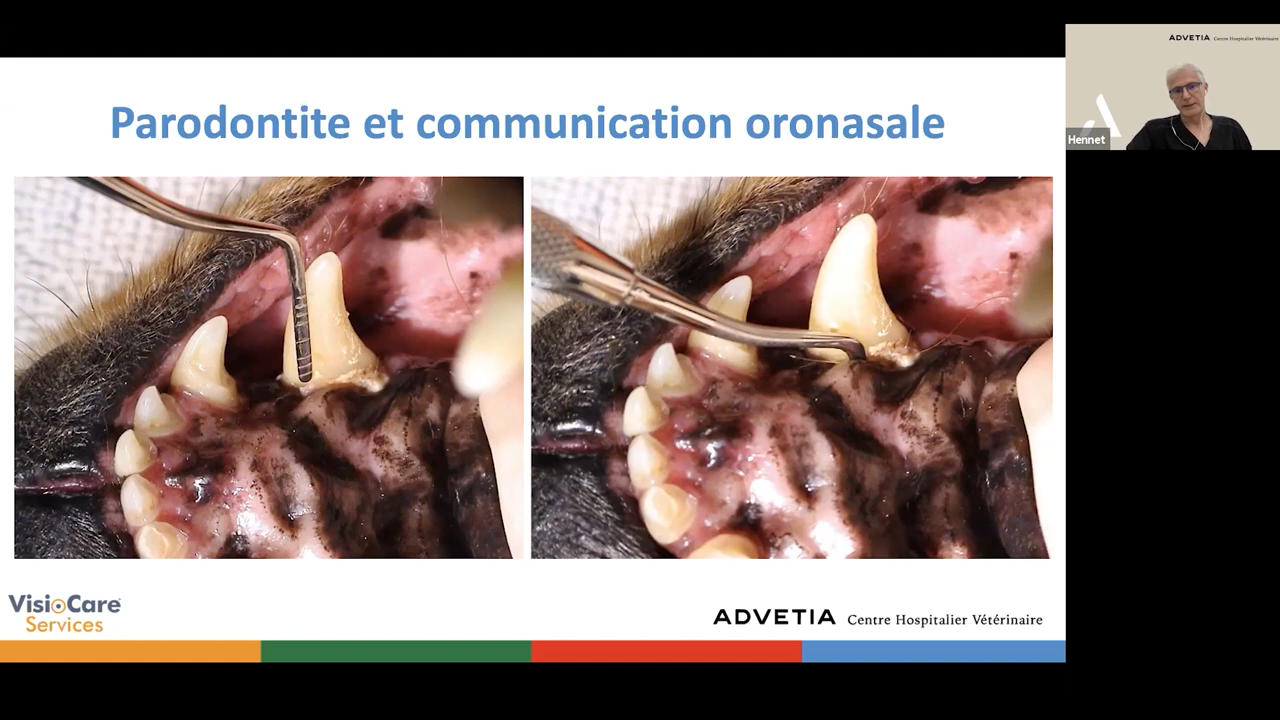 Parodontite et communication oronasale
ADVETIA Centre Hospitalier Vétérinaire
Hennet
VisioCare
Services
ADVETIA Centre Hospitalier Vétérinaire